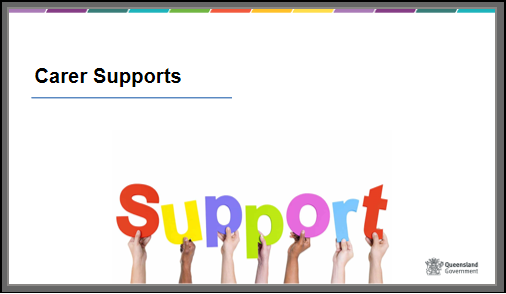 Carer Supports
Support
Queensland
Government